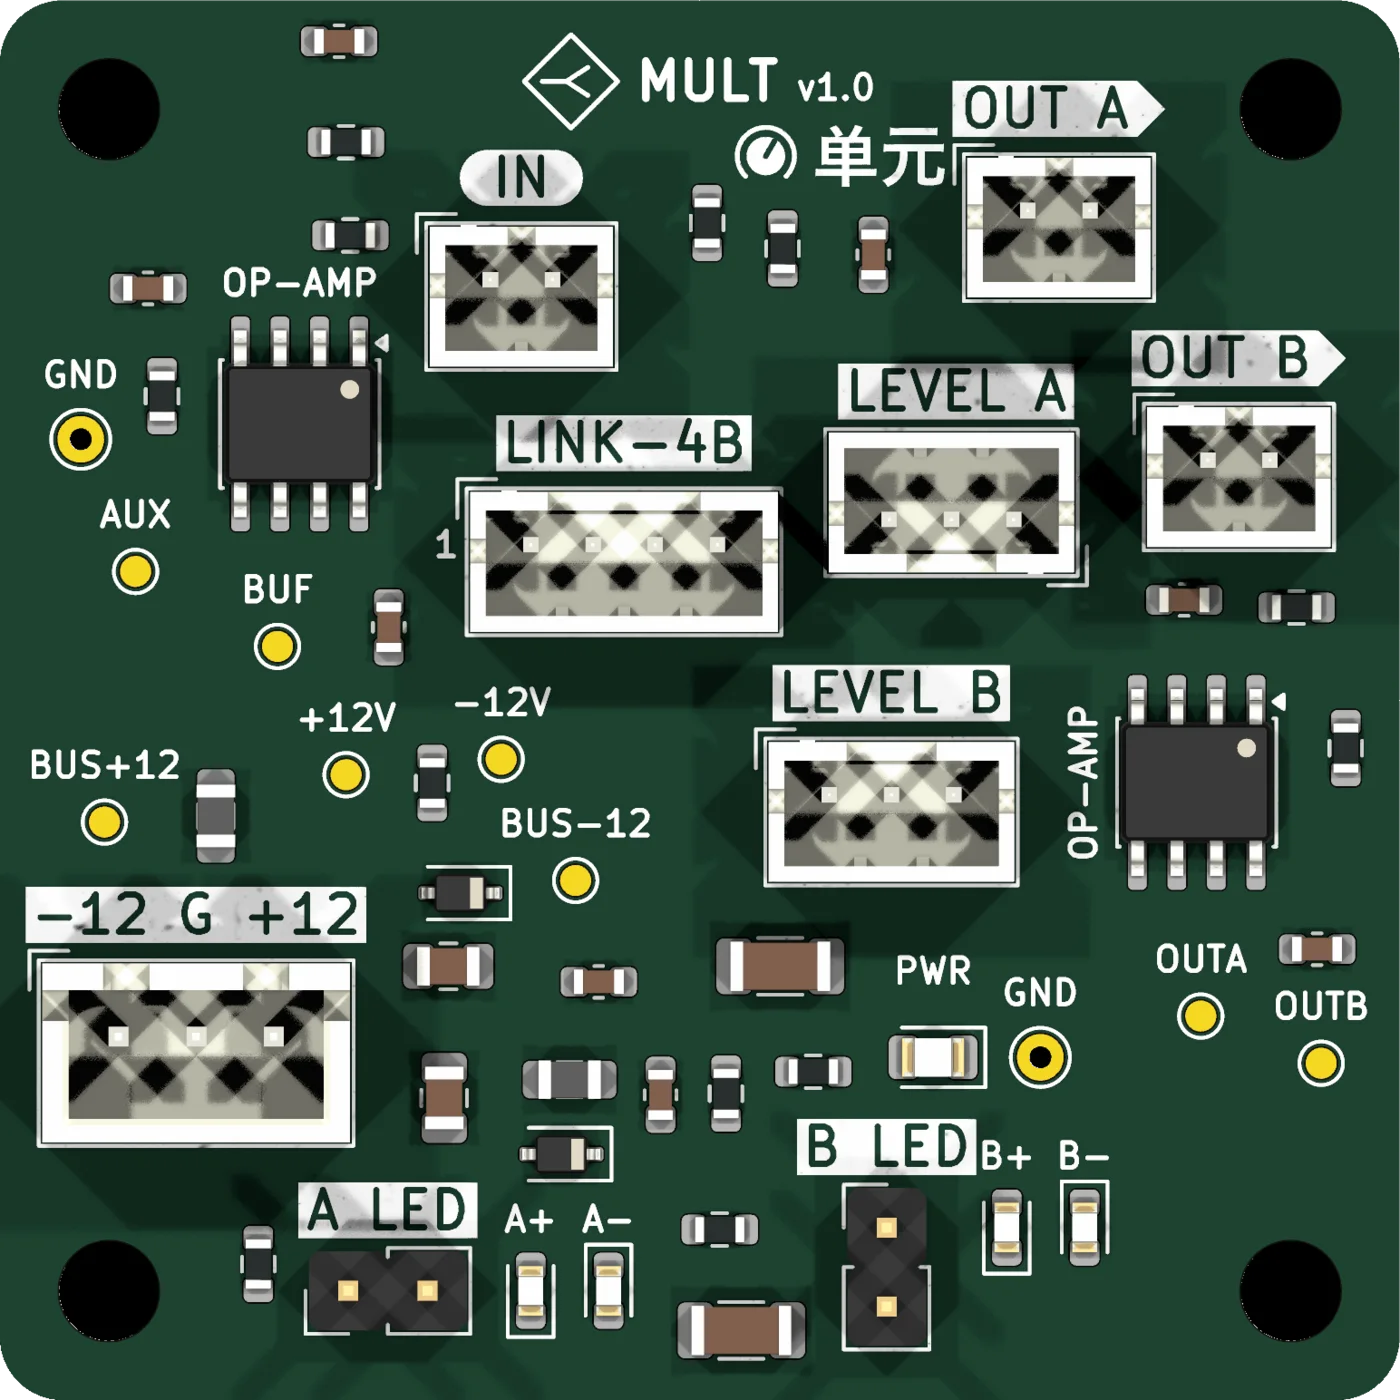 MULT v1.0
单元
OUT A
IN
OP-AMP
OUT B
GND
LEVEL A
LINK-4B
AUX
1
BUF
LEVEL B
-12V
+12V
OP-AMP
BUS+12
BUS-12
-12 G +12
OUTA
PWR
GND
OUTB
B LED
B+
B-
A LED
A+
A-